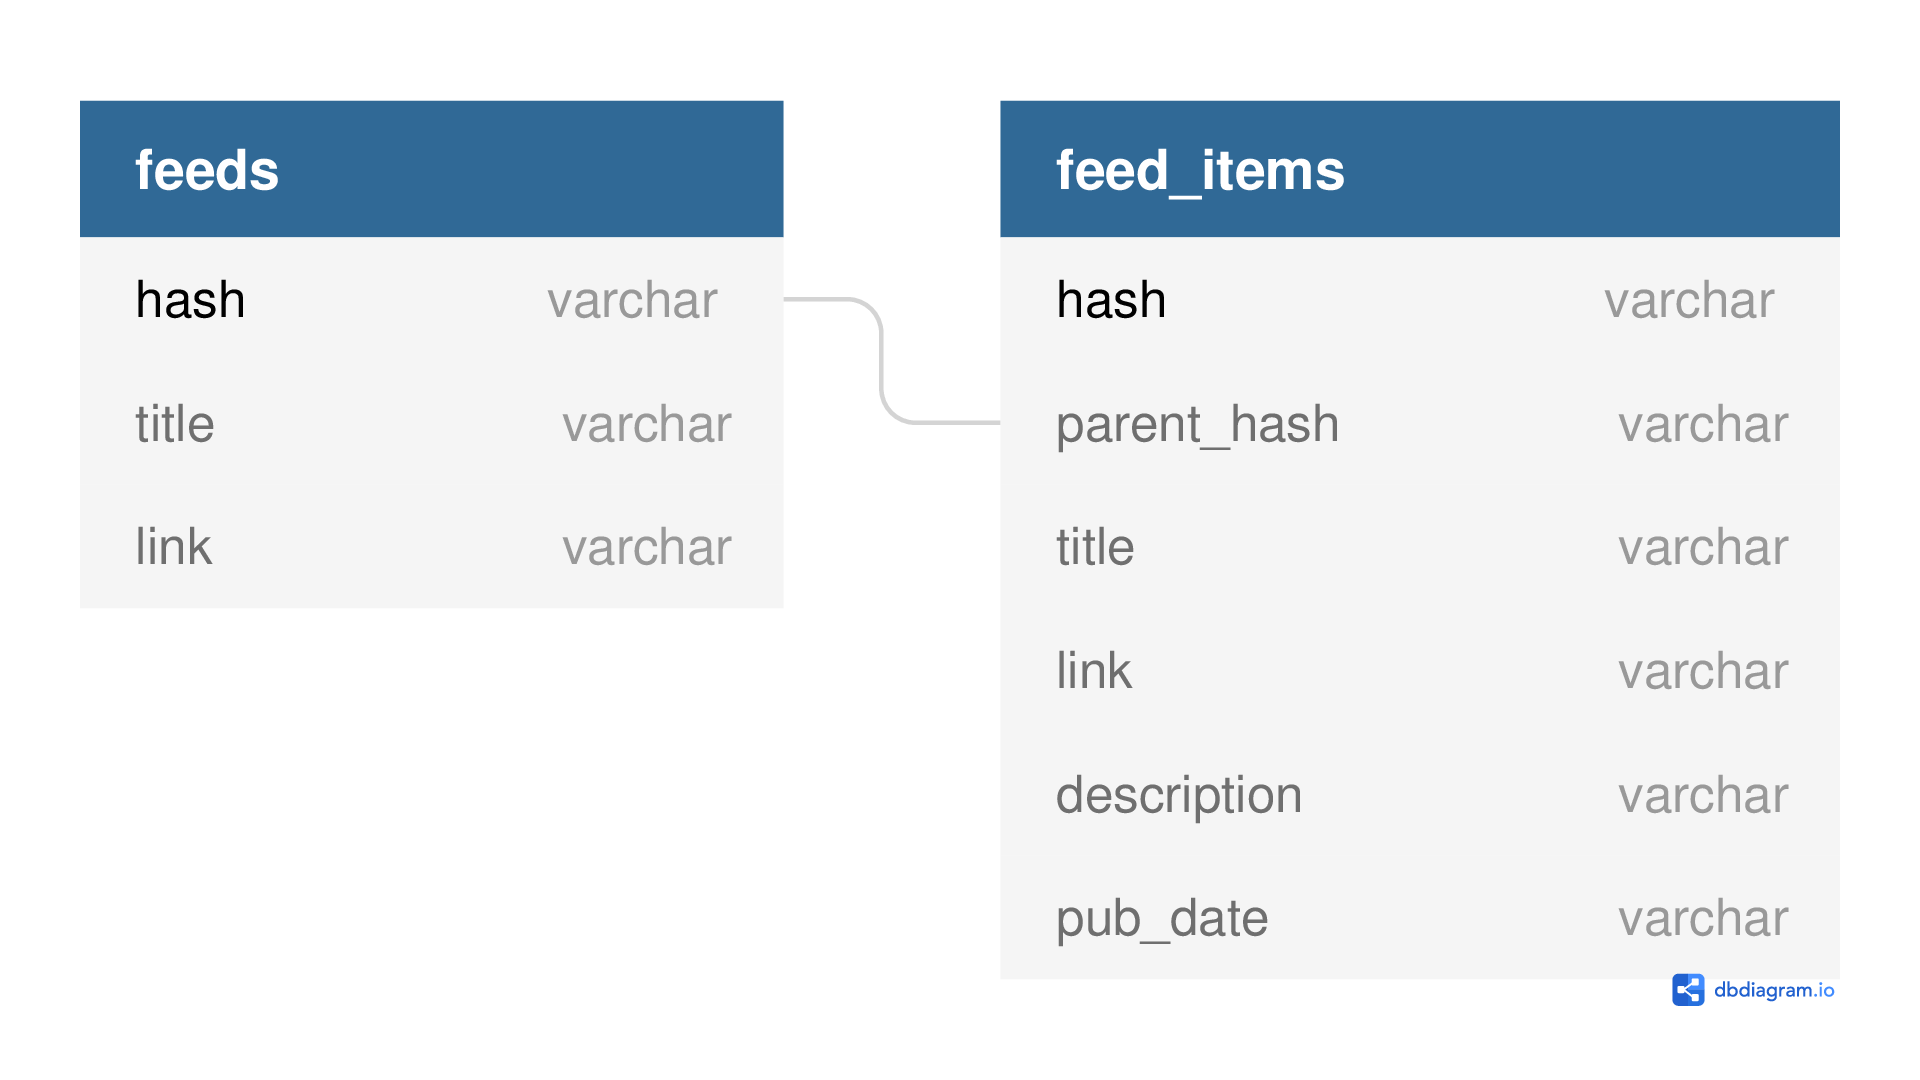 feeds
hash varchar
title varchar
link varchar
feed_items
hash varchar
parent_hash varchar
title varchar
link varchar
description varchar
pub_date varchar
dbdiagram.io